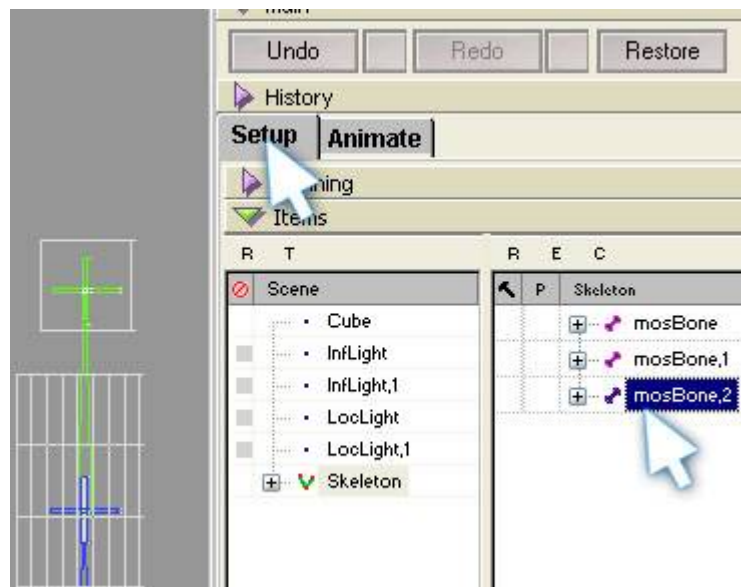 main
Undo Redo Restore
History
Setup Animate
Items
R T
R E C
Scene
P Skeleton
Cube
InfLight
InfLight,1
LocLight
LocLight,1
Skeleton
mosBone
mosBone,1
mosBone,2